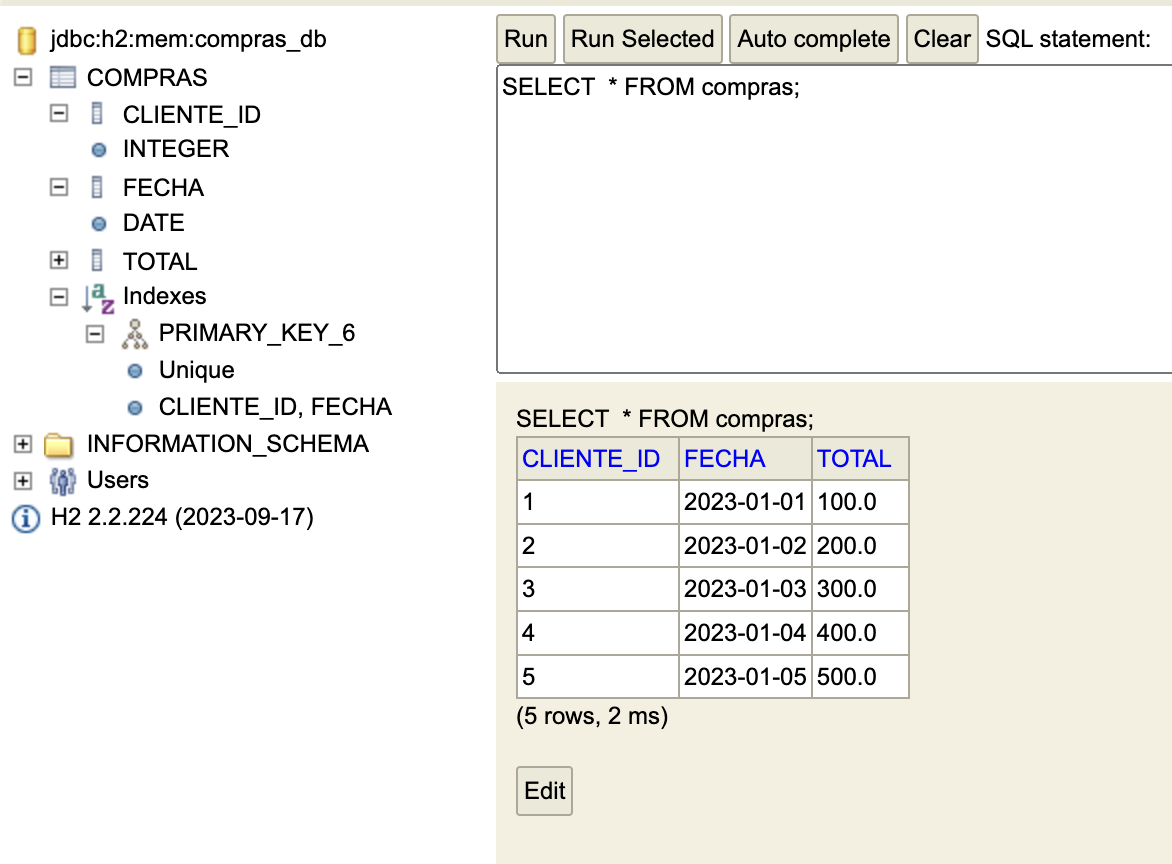 jdbc:h2:mem:compras_db
COMPRAS
CLIENTE_ID
INTEGER
FECHA
DATE
TOTAL
Indexes
PRIMARY_KEY_6
Unique
CLIENTE_ID, FECHA
INFORMATION_SCHEMA
Users
H2 2.2.224 (2023-09-17)
Run Run Selected Auto complete Clear SQL statement:
SELECT  * FROM compras;
SELECT  * FROM compras;
CLIENTE_ID FECHA TOTAL
1 2023-01-01 100.0
2 2023-01-02 200.0
3 2023-01-03 300.0
4 2023-01-04 400.0
5 2023-01-05 500.0
(5 rows, 2 ms)
Edit